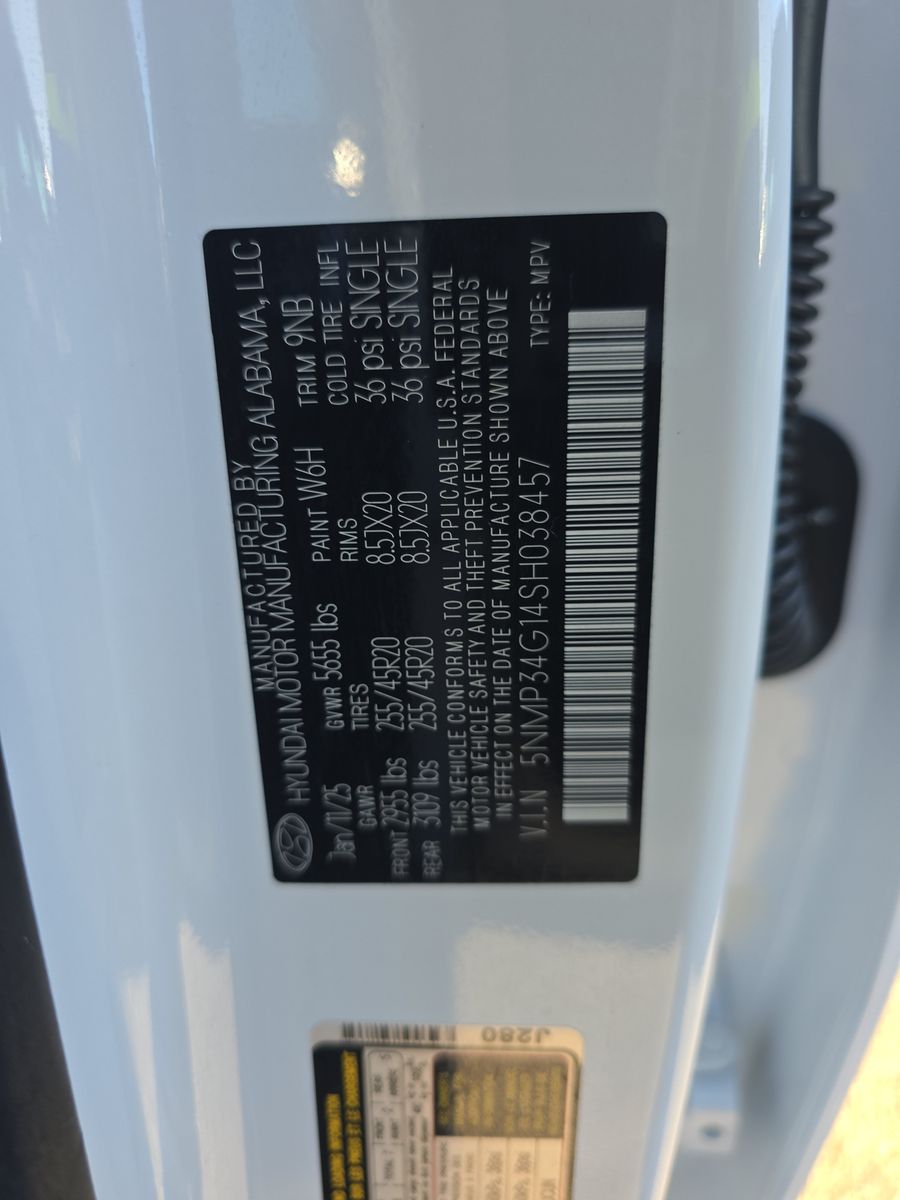 MANUFACTURED BY
HYUNDAI MOTOR MANUFACTURING ALABAMA, LLC
Jan/11/25 GVWR 5655 lbs PAINT W6H TRIM 9NB
GAWR TIRES RIMS COLD TIRE INFL
FRONT 2955 lbs 255/45R20 8.5JX20 36 psi SINGLE
REAR 3109 lbs 255/45R20 8.5JX20 36 psi SINGLE
THIS VEHICLE CONFORMS TO ALL APPLICABLE U.S.A. FEDERAL
MOTOR VEHICLE SAFETY AND THEFT PREVENTION STANDARDS
IN EFFECT ON THE DATE OF MANUFACTURE SHOWN ABOVE
V.I.N 5NMP34G14SH038457 TYPE: MPV
J280